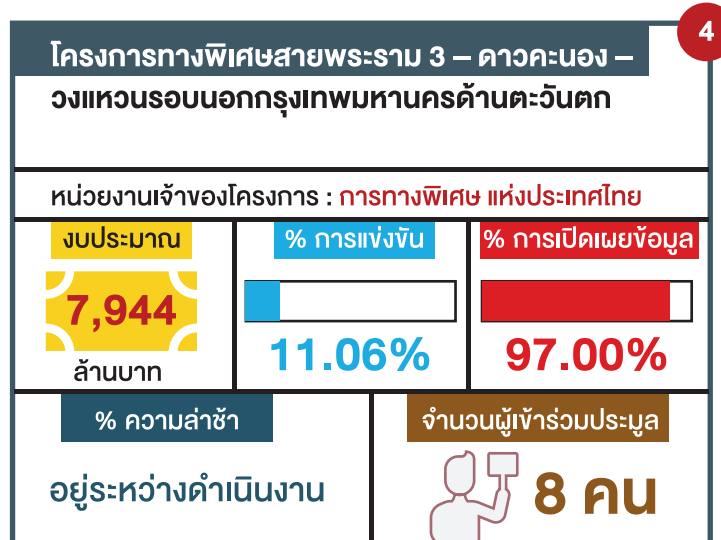 4
โครงการทางพิเศษสายพระราม 3 – ดาวคะนอง –
วงแหวนรอบนอกกรุงเทพมหานครด้านตะวันตก
หน่วยงานเจ้าของโครงการ : การทางพิเศษ แห่งประเทศไทย
งบประมาณ
% การแข่งขัน
% การเปิดเผยข้อมูล
7,944
ล้านบาท
11.06%
97.00%
% ความล่าช้า
จำนวนผู้เข้าร่วมประมูล
อยู่ระหว่างดำเนินงาน
8 คน